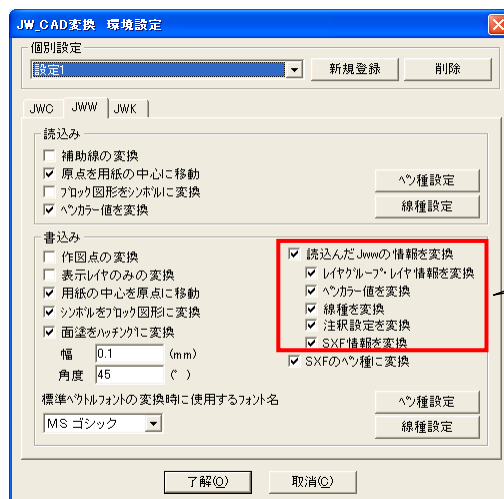 JW_CAD変換 環境設定
個別設定
設定1
新規登録
削除
JWC
JWW
JWK
読込み
補助線の変換
原点を用紙の中心に移動
ﾌﾞﾛｯｸ図形をｼﾝﾎﾞﾙに変換
ﾍﾟﾝｶﾗｰ値を変換
ﾍﾟﾝ種設定
線種設定
書込み
作図点の変換
表示ﾚｲﾔのみの変換
用紙の中心を原点に移動
ｼﾝﾎﾞﾙをﾌﾞﾛｯｸ図形に変換
面塗をﾊｯﾁﾝｸﾞに変換
幅 0.1 (mm)
角度 45 (ﾟ)
標準ﾍﾞｸﾄﾙﾌｫﾝﾄの変換時に使用するﾌｫﾝﾄ名
MS ゴシック
読込んだJwwの情報を変換
ﾚｲﾔｸﾞﾙｰﾌﾟ・ﾚｲﾔ情報を変換
ﾍﾟﾝｶﾗｰ値を変換
線種を変換
注釈設定を変換
SXF情報を変換
SXFのﾍﾟﾝ種に変換
ﾍﾟﾝ種設定
線種設定
了解(O)
取消(C)